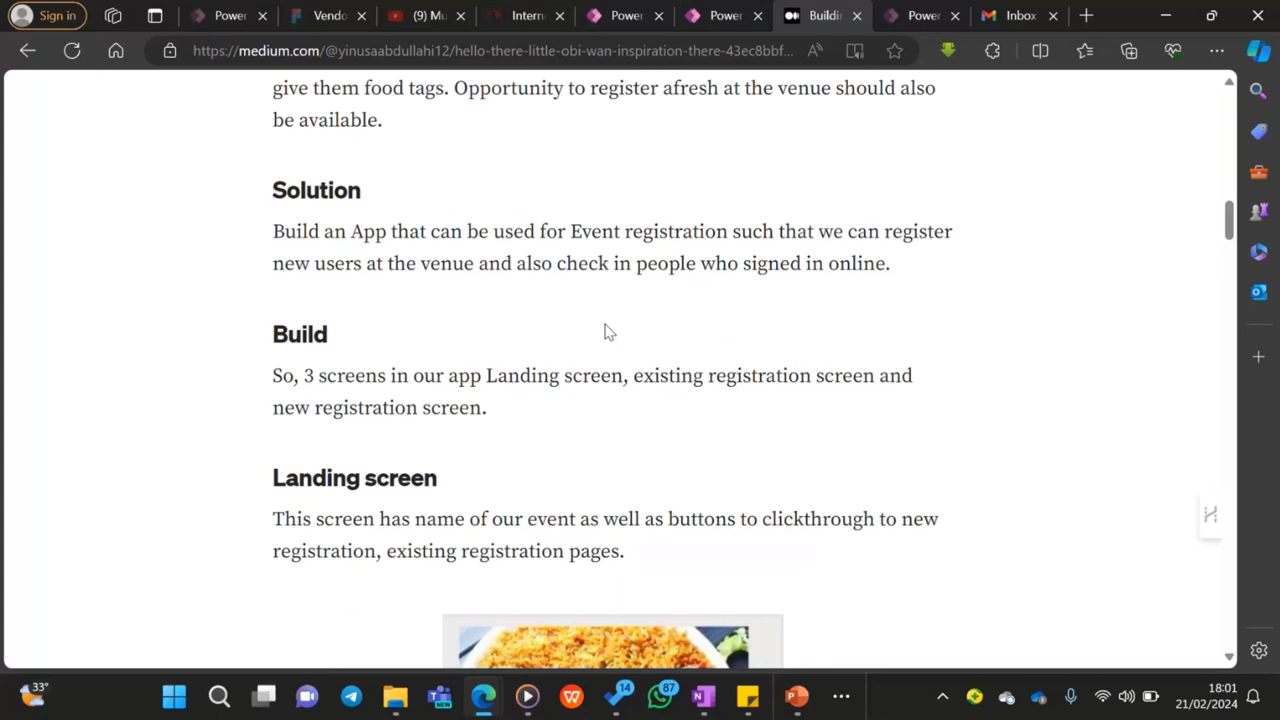 Sign in
Power
Vendo
(9) Mu
Intern
Power
Power
Buildin
Power
Inbox
https://medium.com/@yinusaabdullahi12/hello-there-little-obi-wan-inspiration-there-43ec8bbf...
give them food tags. Opportunity to register afresh at the venue should also
be available.
Solution
Build an App that can be used for Event registration such that we can register
new users at the venue and also check in people who signed in online.
Build
So, 3 screens in our app Landing screen, existing registration screen and
new registration screen.
Landing screen
This screen has name of our event as well as buttons to clickthrough to new
registration, existing registration pages.
33°
NEW
14
87
18:01
21/02/2024